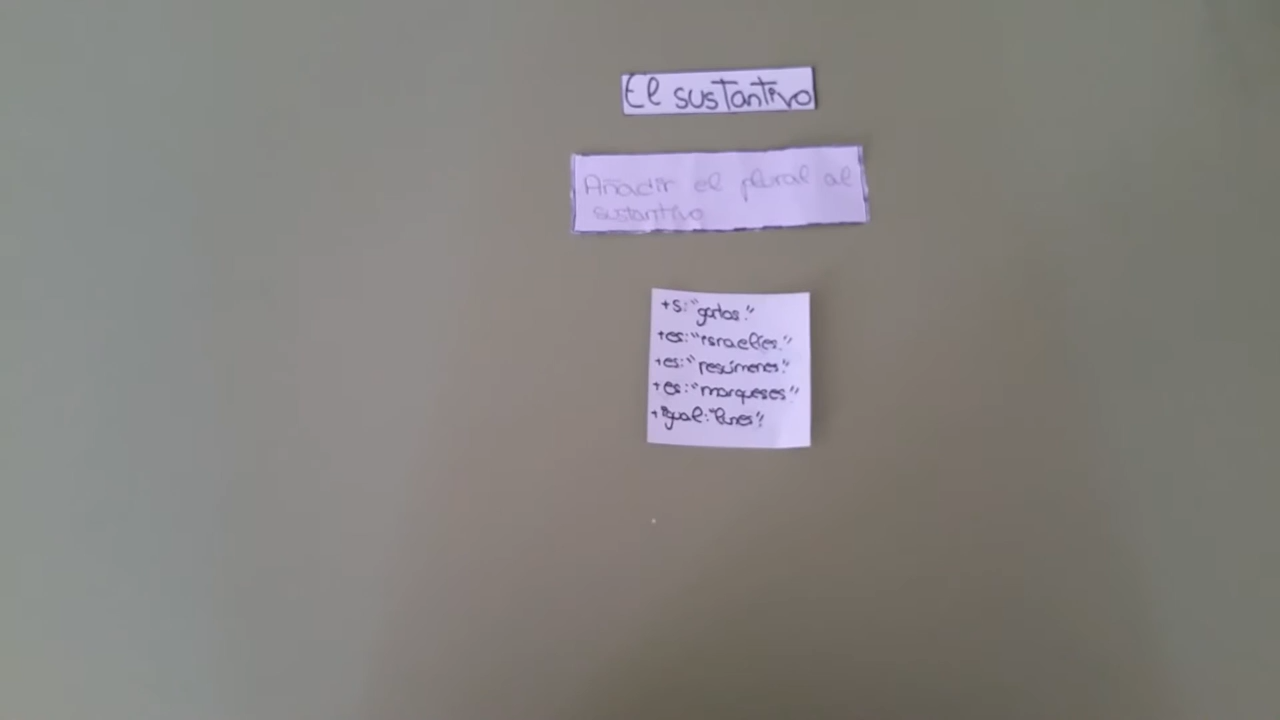 El sustantivo
Añadir el plural al
sustantivo
+s: "gatos."
+es: "israelíes."
+es: "resúmenes."
+es: "marqueses"
+igual: "lunes".